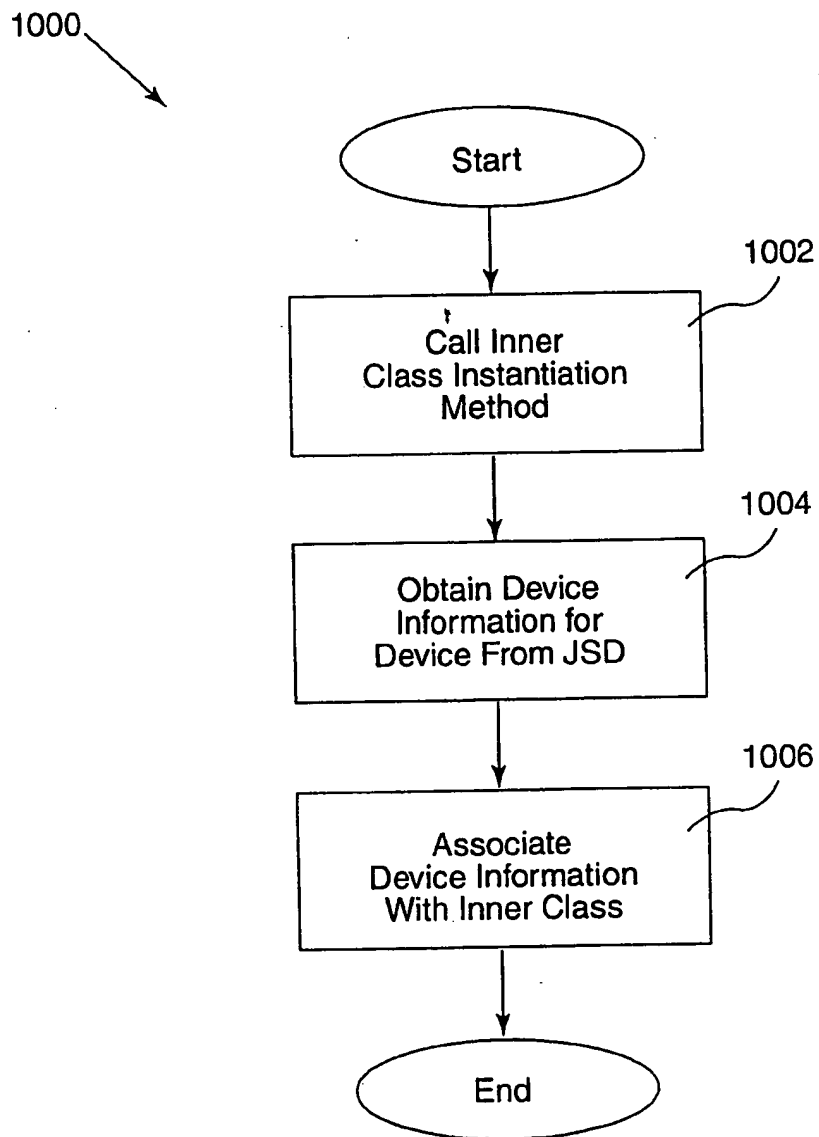 1000
Start
1002
Call Inner
Class Instantiation
Method
1004
Obtain Device
Information for
Device From JSD
1006
Associate
Device Information
With Inner Class
End